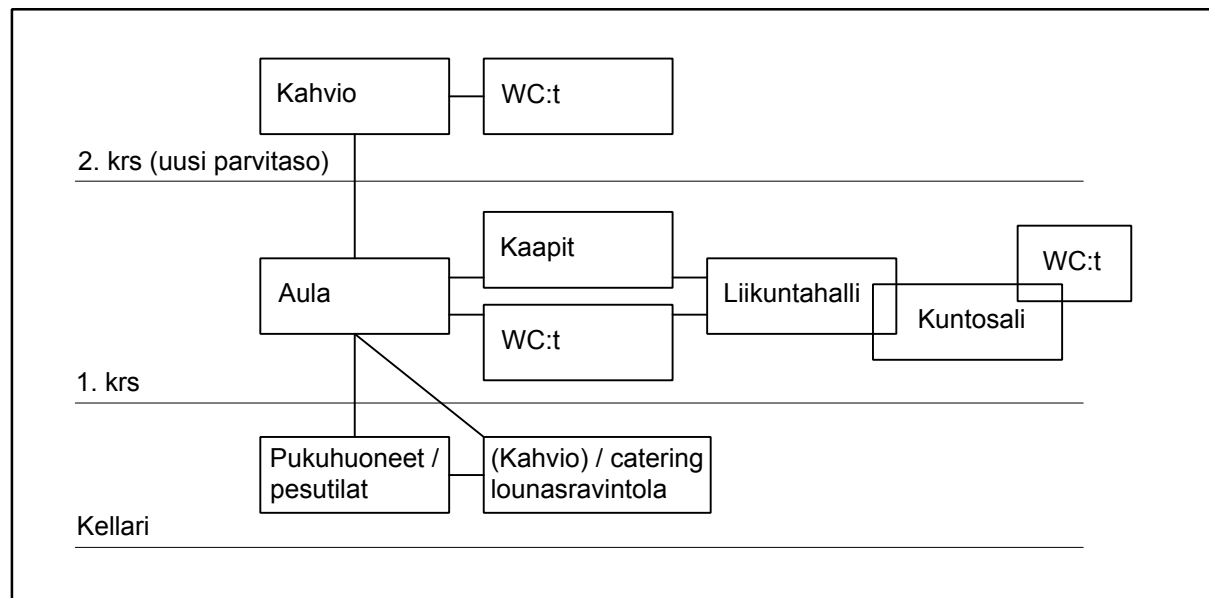 Kahvio
WC:t
2. krs (uusi parvitaso)
Kaapit
WC:t
Aula
Liikuntahalli
Kuntosali
WC:t
1. krs
Pukuhuoneet /
pesutilat
(Kahvio) / catering
lounasravintola
Kellari